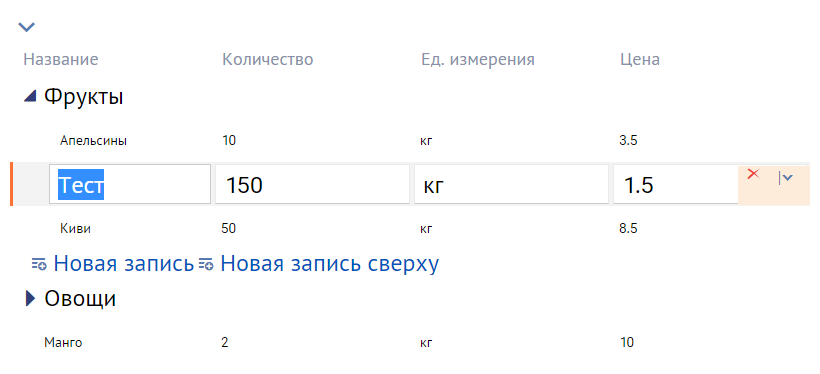 Название Количество Ед. измерения Цена
Фрукты
Апельсины 10 кг 3.5
Тест 150 кг 1.5
Киви 50 кг 8.5
Новая запись Новая запись сверху
Овощи
Манго 2 кг 10